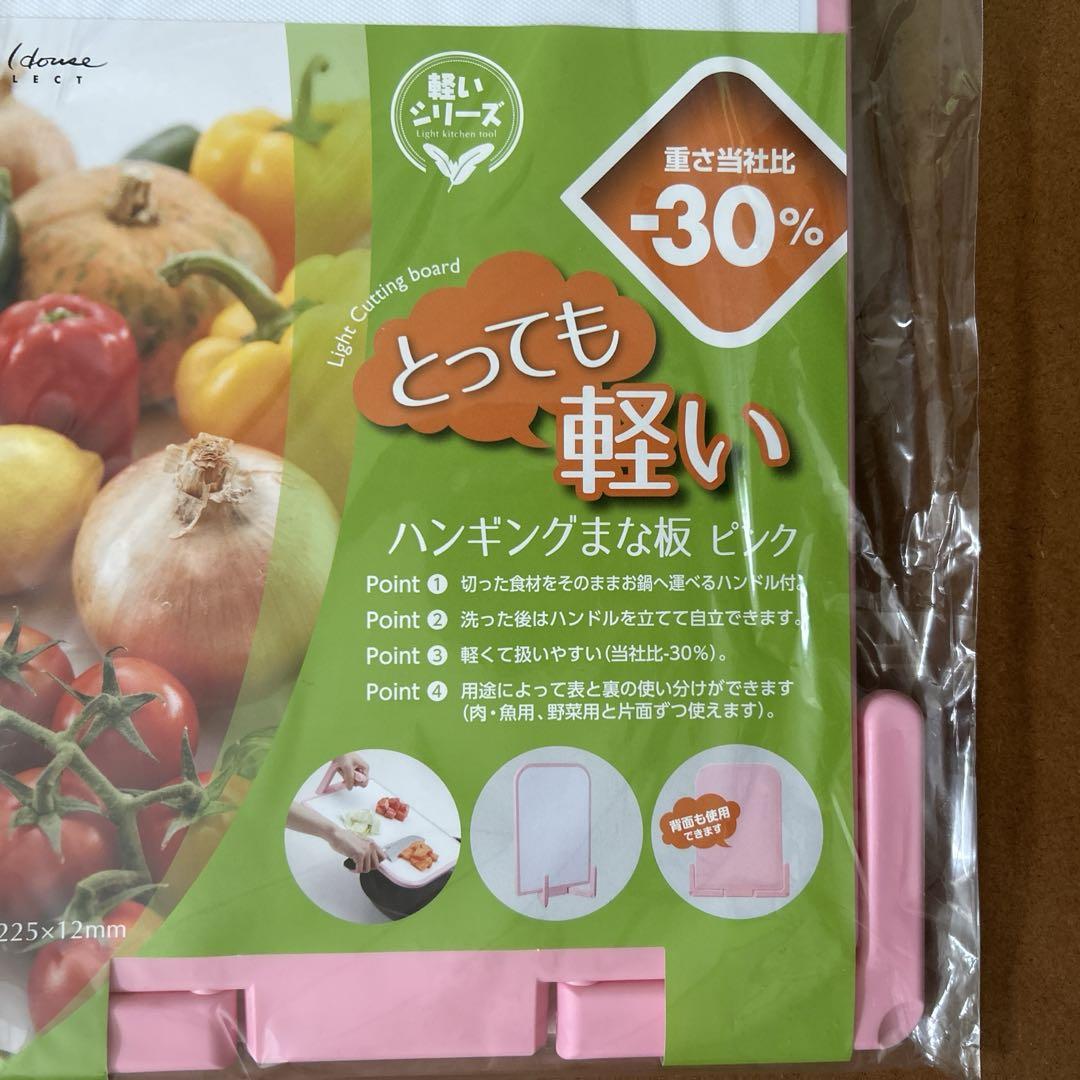 House
LECT
軽い
シリーズ
Light kitchen tool
重さ当社比
-30%
Light Cutting board
とっても
軽い
ハンギングまな板 ピンク
Point 1 切った食材をそのままお鍋へ運べるハンドル付。
Point 2 洗った後はハンドルを立てて自立できます。
Point 3 軽くて扱いやすい(当社比-30%)。
Point 4 用途によって表と裏の使い分けができます
(肉・魚用、野菜用と片面ずつ使えます)。
背面も使用
できます
225×12mm